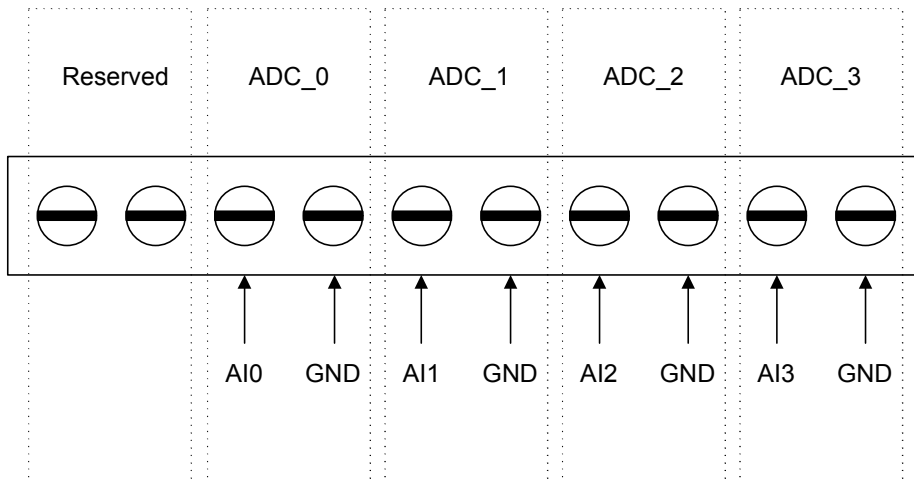 Reserved ADC_0 ADC_1 ADC_2 ADC_3
AI0 GND AI1 GND AI2 GND AI3 GND